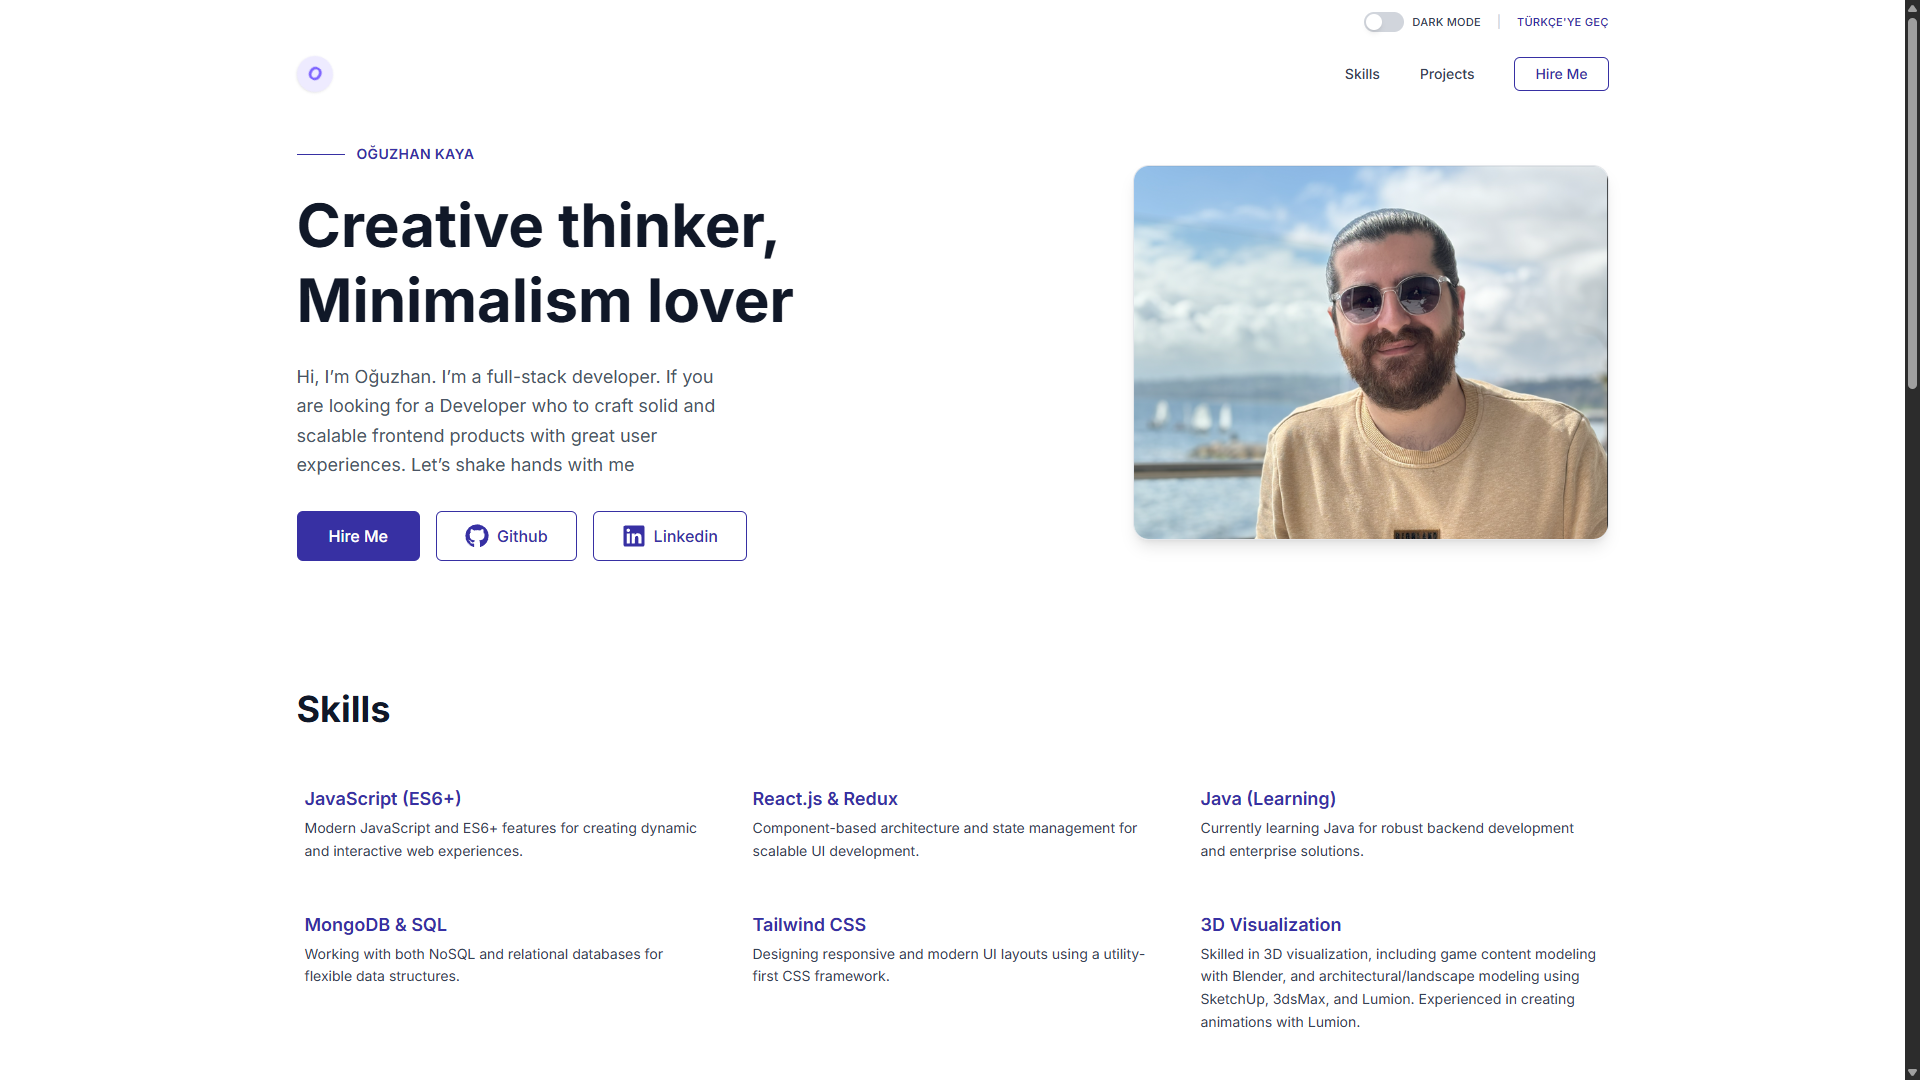 DARK MODE
TÜRKÇE'YE GEÇ
O
Skills
Projects
Hire Me
OĞUZHAN KAYA
Creative thinker,
Minimalism lover
Hi, I’m Oğuzhan. I’m a full-stack developer. If you
are looking for a Developer who to craft solid and
scalable frontend products with great user
experiences. Let’s shake hands with me
Hire Me
Github
Linkedin
Skills
JavaScript (ES6+)
Modern JavaScript and ES6+ features for creating dynamic
and interactive web experiences.
React.js & Redux
Component-based architecture and state management for
scalable UI development.
Java (Learning)
Currently learning Java for robust backend development
and enterprise solutions.
MongoDB & SQL
Working with both NoSQL and relational databases for
flexible data structures.
Tailwind CSS
Designing responsive and modern UI layouts using a utility-
first CSS framework.
3D Visualization
Skilled in 3D visualization, including game content modeling
with Blender, and architectural/landscape modeling using
SketchUp, 3dsMax, and Lumion. Experienced in creating
animations with Lumion.